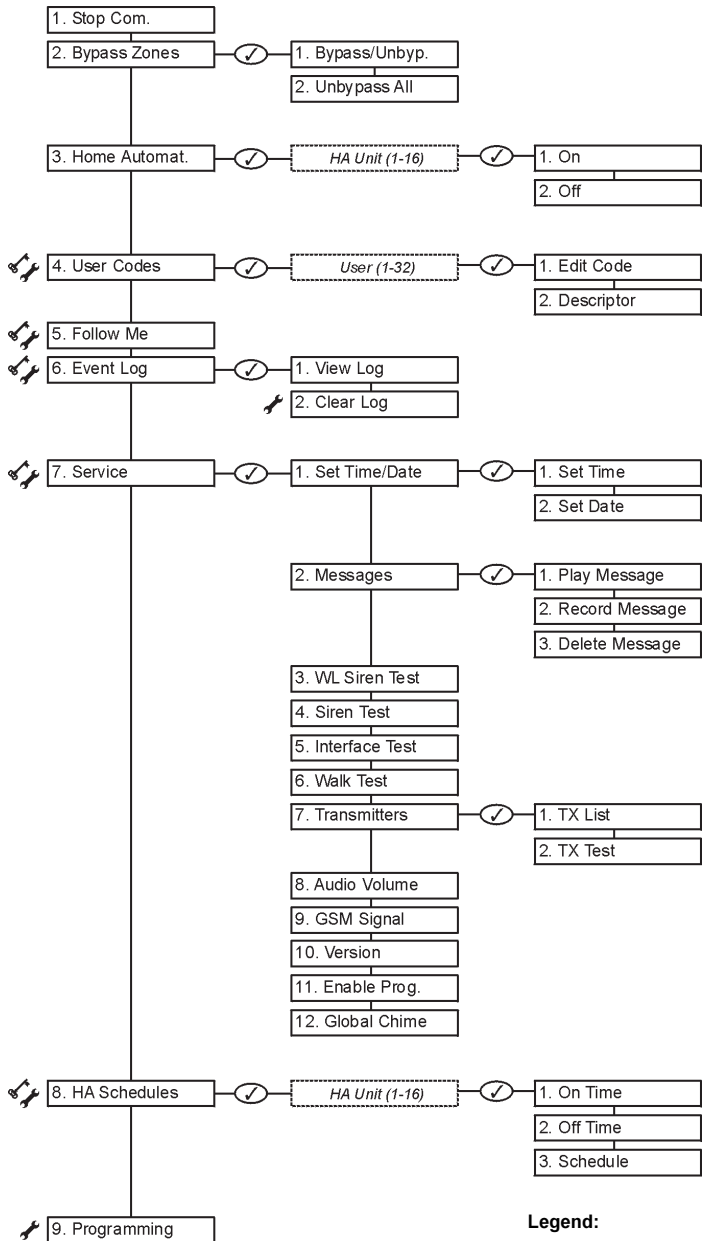 1. Stop Com.
2. Bypass Zones
1. Bypass/Unbyp.
2. Unbypass All
3. Home Automat.
HA Unit (1-16)
1. On
2. Off
4. User Codes
User (1-32)
1. Edit Code
2. Descriptor
5. Follow Me
6. Event Log
1. View Log
2. Clear Log
7. Service
1. Set Time/Date
1. Set Time
2. Set Date
2. Messages
1. Play Message
2. Record Message
3. Delete Message
3. WL Siren Test
4. Siren Test
5. Interface Test
6. Walk Test
7. Transmitters
1. TX List
2. TX Test
8. Audio Volume
9. GSM Signal
10. Version
11. Enable Prog.
12. Global Chime
8. HA Schedules
HA Unit (1-16)
1. On Time
2. Off Time
3. Schedule
9. Programming
Legend: